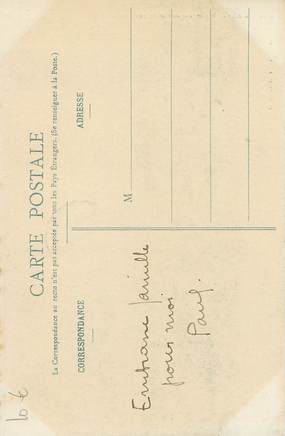 CARTE POSTALE
La Correspondance au recto n'est pas acceptée par tous les Pays Étrangers. (Se renseigner à la Poste.)
CORRESPONDANCE
ADRESSE
M
Embrasse famille
pour moi
Paul.
10 €